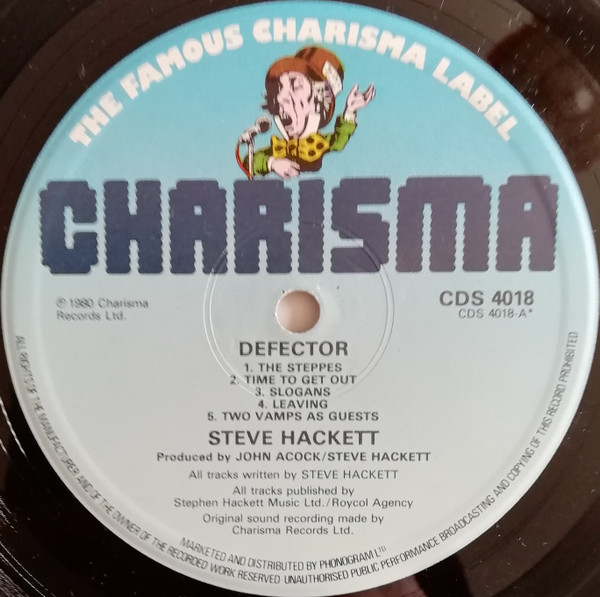 THE FAMOUS CHARISMA LABEL
CHARISMA
℗ 1980 Charisma
Records Ltd.
CDS 4018
CDS 4018-A*
DEFECTOR
1. THE STEPPES
2. TIME TO GET OUT
3. SLOGANS
4. LEAVING
5. TWO VAMPS AS GUESTS
STEVE HACKETT
Produced by JOHN ACOCK/STEVE HACKETT
All tracks written by STEVE HACKETT
All tracks published by
Stephen Hackett Music Ltd./Roycol Agency
Original sound recording made by
Charisma Records Ltd.
ALL RIGHTS OF THE MANUFACTURER AND OF THE OWNER OF THE RECORDED WORK RESERVED UNAUTHORISED PUBLIC PERFORMANCE BROADCASTING AND COPYING OF THIS RECORD PROHIBITED
MARKETED AND DISTRIBUTED BY PHONOGRAM LTD